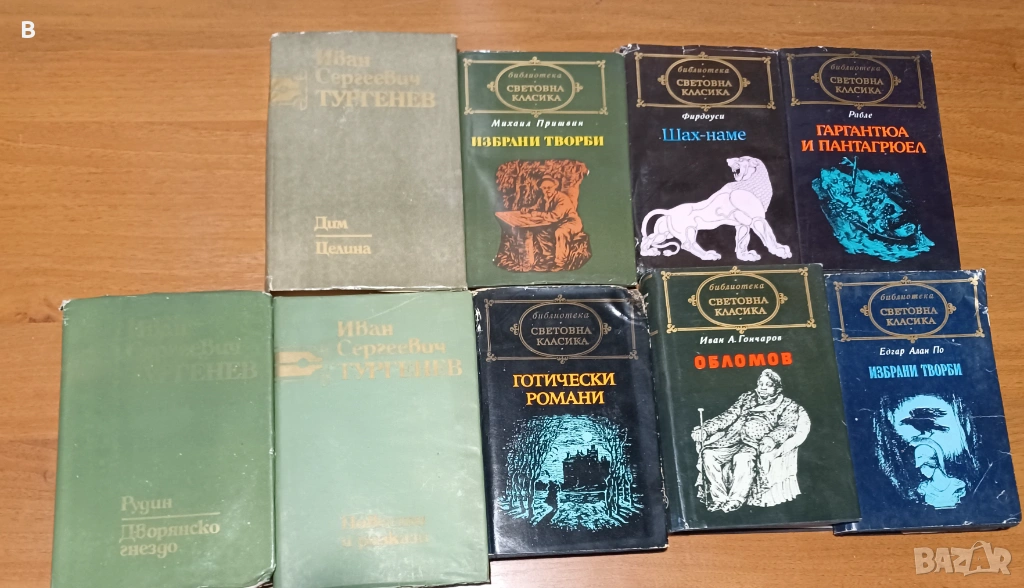 B
Иван
Сергеевич
ТУРГЕНЕВ
Дим
Целина
библиотека
СВЕТОВНА
КЛАСИКА
Михаил Пришвин
ИЗБРАНИ ТВОРБИ
библиотека
СВЕТОВНА
КЛАСИКА
Фирдоуси
Шах-наме
библиотека
СВЕТОВНА
КЛАСИКА
Рабле
ГАРГАНТЮА
И ПАНТАГРЮЕЛ
ТУРГЕНЕВ
Рудин
Дворянско
гнездо
Иван
Сергеевич
ТУРГЕНЕВ
библиотека
СВЕТОВНА
КЛАСИКА
ГОТИЧЕСКИ
РОМАНИ
библиотека
СВЕТОВНА
КЛАСИКА
Иван А. Гончаров
ОБЛОМОВ
библиотека
СВЕТОВНА
КЛАСИКА
Едгар Алан По
ИЗБРАНИ ТВОРБИ
BAZAR